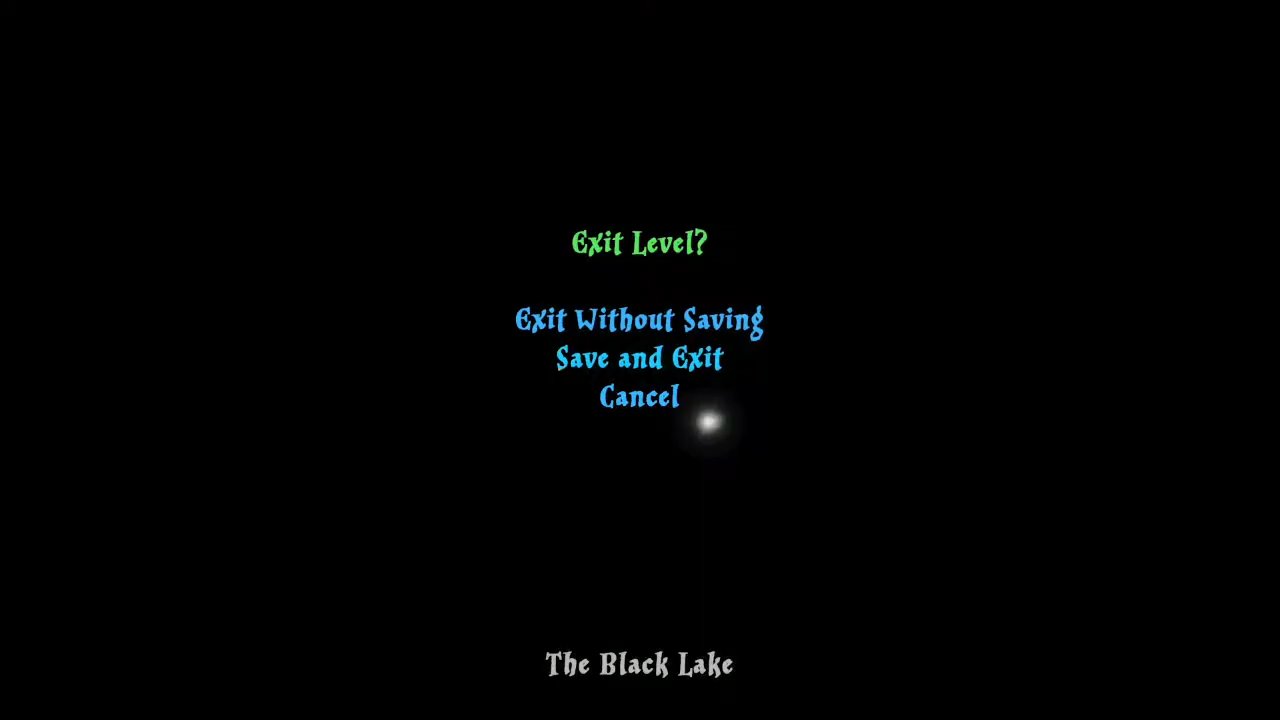 Exit Level?
Exit Without Saving
Save and Exit
Cancel
The Black Lake